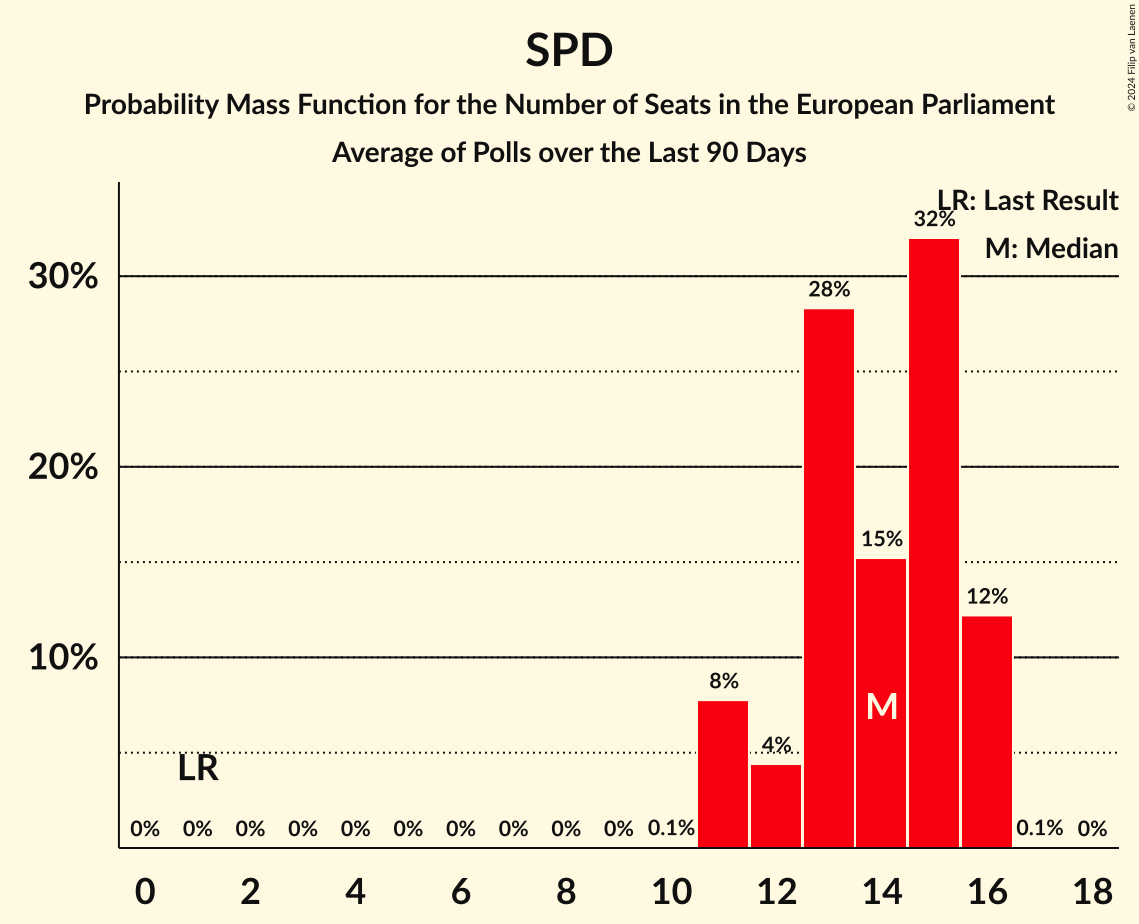 SPD
Probability Mass Function for the Number of Seats in the European Parliament
Average of Polls over the Last 90 Days
© 2024 Filip van Laenen
LR: Last Result
M: Median
30%
20%
10%
0% 0% 0% 0% 0% 0% 0% 0% 0% 0% 0.1% 8% 4% 28% 15% 32% 12% 0.1% 0%
LR
M
0 2 4 6 8 10 12 14 16 18